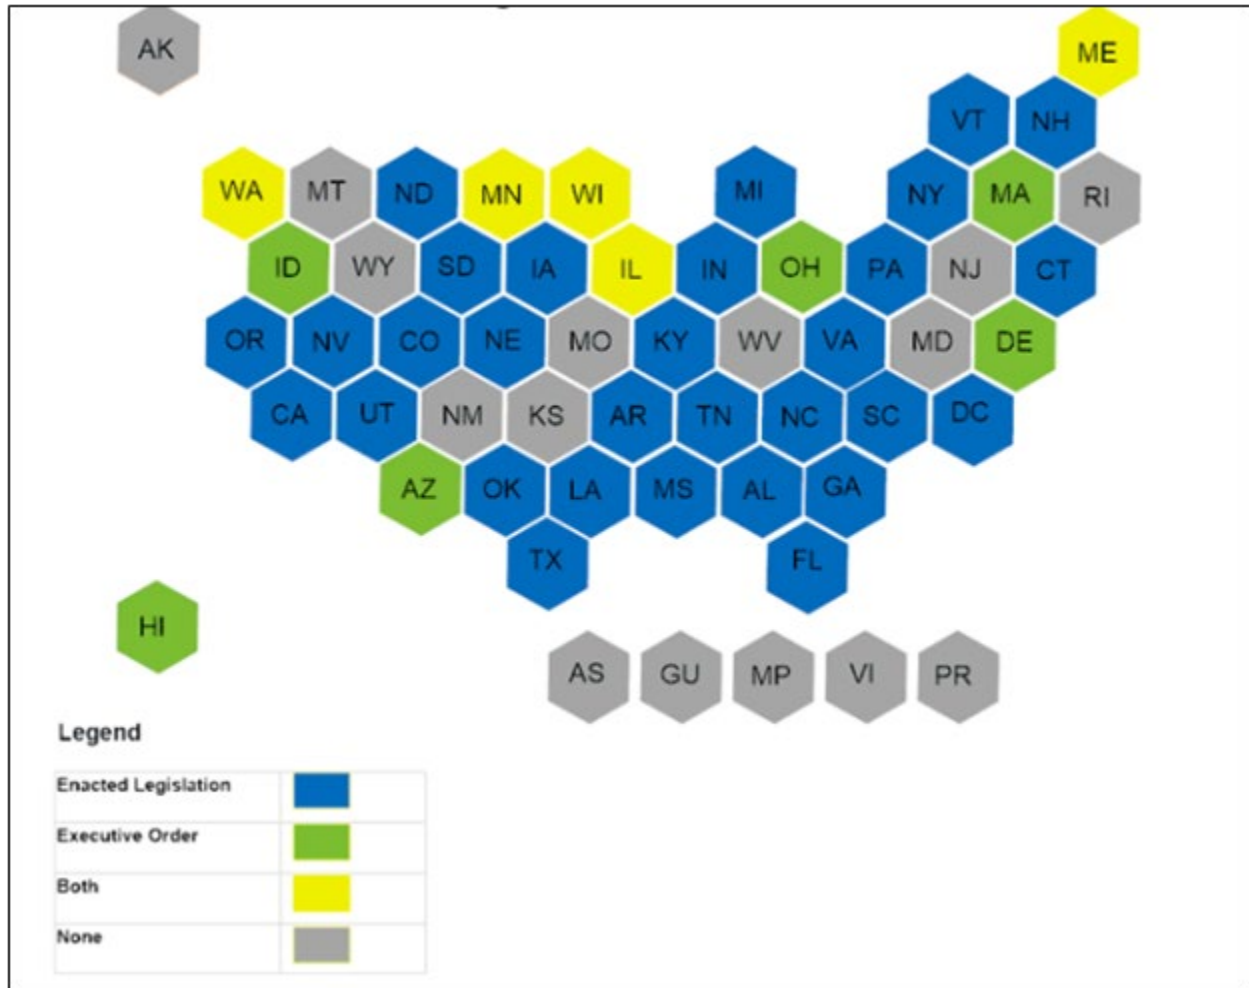 AK
ME
VT NH
WA MT ND MN WI MI NY MA RI
ID WY SD IA IL IN OH PA NJ CT
OR NV CO NE MO KY WV VA MD DE
CA UT NM KS AR TN NC SC DC
AZ OK LA MS AL GA
TX FL
HI
AS GU MP VI PR
Legend
Enacted Legislation
Executive Order
Both
None